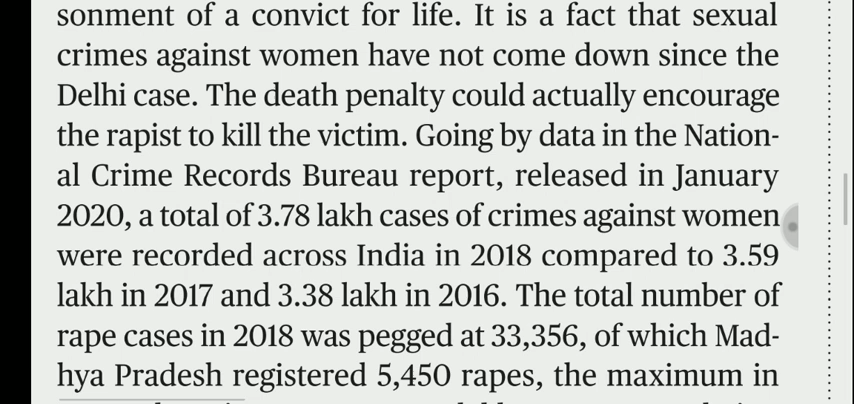 sonment of a convict for life. It is a fact that sexual
crimes against women have not come down since the
Delhi case. The death penalty could actually encourage
the rapist to kill the victim. Going by data in the Nation-
al Crime Records Bureau report, released in January
2020, a total of 3.78 lakh cases of crimes against women
were recorded across India in 2018 compared to 3.59
lakh in 2017 and 3.38 lakh in 2016. The total number of
rape cases in 2018 was pegged at 33,356, of which Mad-
hya Pradesh registered 5,450 rapes, the maximum in